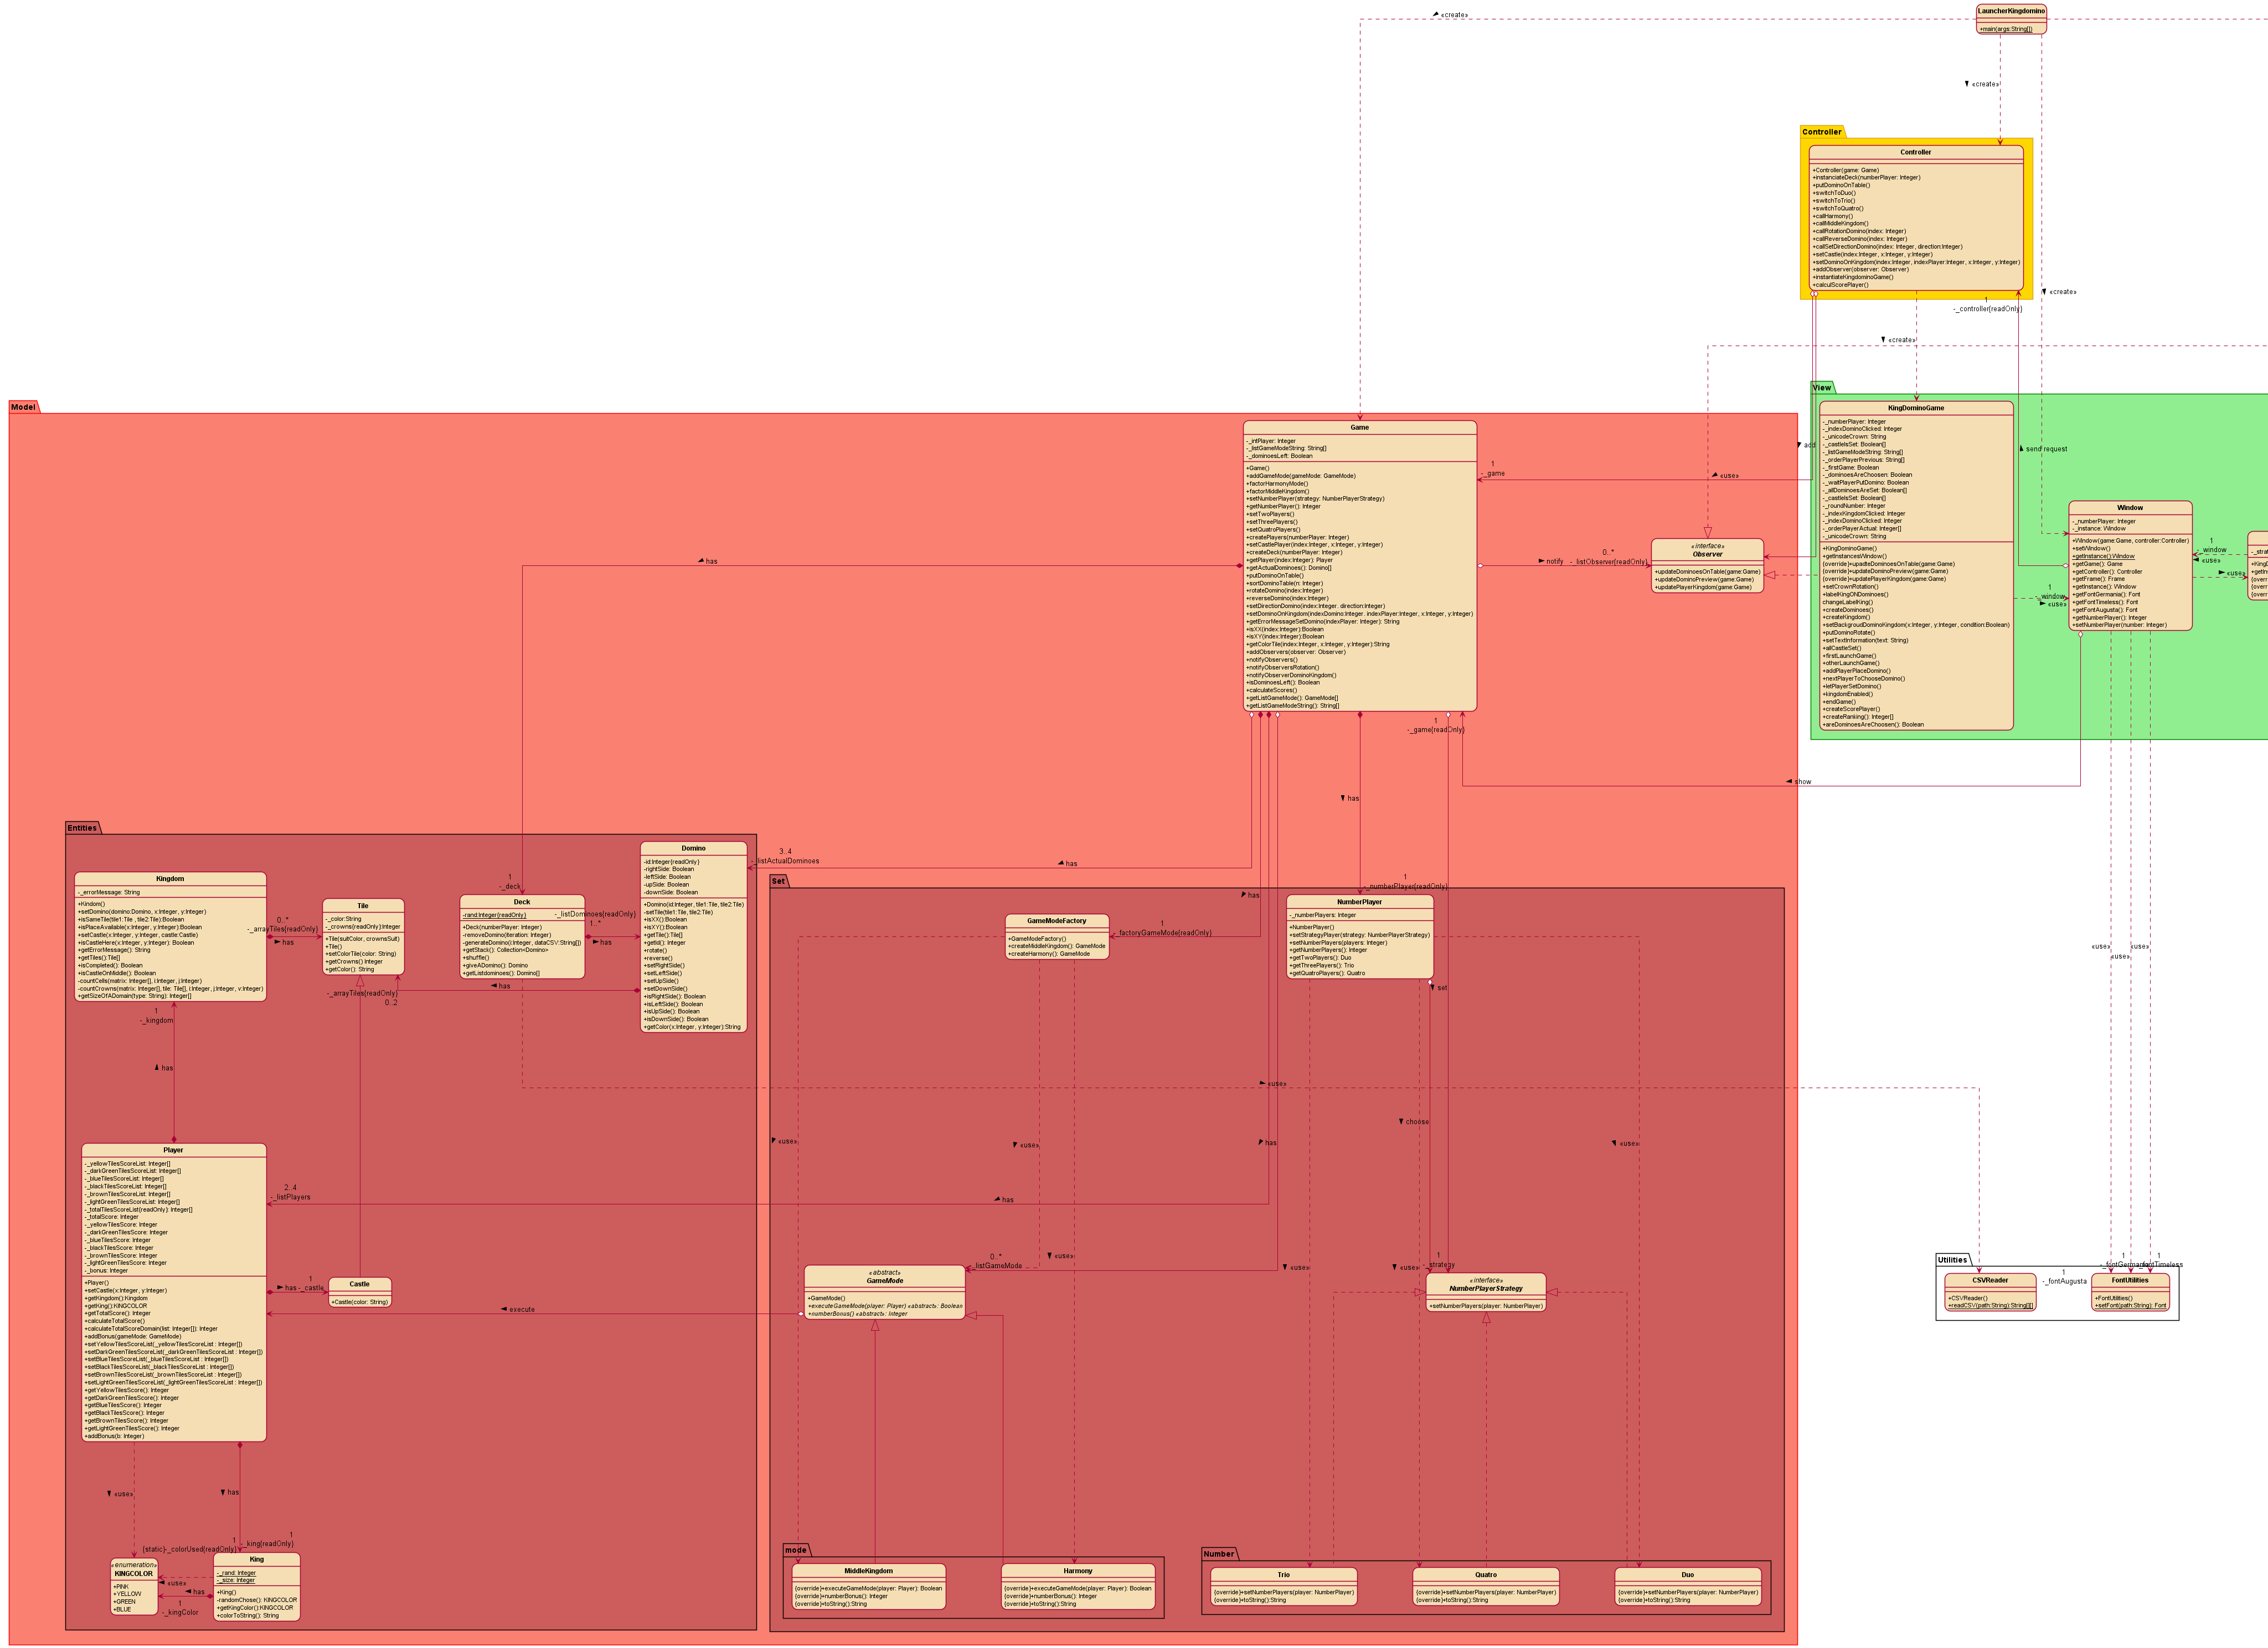 LauncherKingdomino
+main(args:String[])
«create»
«create»
«create»
Controller
Controller
+Controller(game: Game)
+instanciateDeck(numberPlayer: Integer)
+putDominoOnTable()
+switchToDuo()
+switchToTrio()
+switchToQuatro()
+callHarmony()
+callMiddleKingdom()
+callRotationDomino(index: Integer)
+callReverseDomino(index: Integer)
+callSetDirectionDomino(index: Integer, direction:Integer)
+setCastle(index:Integer, x:Integer, y:Integer)
+setDominoOnKingdom(index:Integer, indexPlayer:Integer, x:Integer, y:Integer)
+addObserver(observer: Observer)
+instantiateKingdominoGame()
+calculScorePlayer()
1
-_controller{readOnly}
«create»
View
KingDominoGame
-_numberPlayer: Integer
-_indexDominoClicked: Integer
-_unicodeCrown: String
-_castleIsSet: Boolean[]
-_listGameModeString: String[]
-_orderPlayerPrevious: String[]
-_firstGame: Boolean
-_dominoesAreChoosen: Boolean
-_waitPlayerPutDomino: Boolean
-_allDominoesAreSet: Boolean[]
-_castleIsSet: Boolean[]
-_roundNumber: Integer
-_indexKingdomClicked: Integer
-_indexDominoClicked: Integer
-_orderPlayerActual: Integer[]
-_unicodeCrown: String
+KingDominoGame()
+getInstancesWindow()
{override}+updateDominoesOnTable(game:Game)
{override}+updateDominoPreview(game:Game)
{override}+updatePlayerKingdom(game:Game)
+setCrownRotation()
+labelKingONDominoes()
changeLabelKing()
+createDominoes()
+createKingdom()
+setBackgroudDominoKingdom(x:Integer, y:Integer, condition:Boolean)
+putDominoRotate()
+setTextInformation(text: String)
+allCastleSet()
+firstLaunchGame()
+otherLaunchGame()
+addPlayerPlaceDomino()
+nextPlayerToChooseDomino()
+letPlayerSetDomino()
+kingdomEnabled()
+endGame()
+createScorePlayer()
+createRanking(): Integer[]
+areDominoesAreChoosen(): Boolean
add
send request
Window
-_numberPlayer: Integer
-_instance: Window
+Window(game:Game, controller:Controller)
+setWindow()
+getInstance():Window
+getGame(): Game
+getController(): Controller
+getFrame(): Frame
+getInstance(): Window
+getFontGermania(): Font
+getFontTimeless(): Font
+getFontAugusta(): Font
+getNumberPlayer(): Integer
+setNumberPlayer(number: Integer)
1
-_window
«use»
«use»
1
-_window
«use»
-_stra
+KingD
+getIn
{overr
{overr
{overr
Model
Game
-_intPlayer: Integer
-_listGameModeString: String[]
-_dominoesLeft: Boolean
+Game()
+addGameMode(gameMode: GameMode)
+factorHarmonyMode()
+factorMiddleKingdom()
+setNumberPlayer(strategy: NumberPlayerStrategy)
+getNumberPlayer(): Integer
+setTwoPlayers()
+setThreePlayers()
+setQuatroPlayers()
+createPlayers(numberPlayer: Integer)
+setCastlePlayer(index:Integer, x:Integer, y:Integer)
+createDeck(numberPlayer: Integer)
+getPlayer(index:Integer): Player
+getActualDominoes(): Domino[]
+putDominoOnTable()
+sortDominoTable(n: Integer)
+rotateDomino(index:Integer)
+reverseDomino(index:Integer)
+setDirectionDomino(index:Integer. direction:Integer)
+setDominoOnKingdom(indexDomino:Integer. indexPlayer:Integer, x:Integer, y:Integer)
+getErrorMessageSetDomino(indexPlayer: Integer): String
+isXX(index:Integer):Boolean
+isXY(index:Integer):Boolean
+getColorTile(index:Integer, x:Integer, y:Integer):String
+addObservers(observer: Observer)
+notifyObservers()
+notifyObserversRotation()
+notifyObserverDominoKingdom()
+isDominoesLeft(): Boolean
+calculateScores()
+getListGameMode(): GameMode[]
+getListGameModeString(): String[]
1
-_game
«use»
notify
0..*
-_listObserver{readOnly}
«interface»
Observer
+updateDominoesOnTable(game:Game)
+updateDominoPreview(game:Game)
+updatePlayerKingdom(game:Game)
has
1
-_game{readOnly}
show
has
Entities
Kingdom
-_errorMessage: String
+Kindom()
+setDomino(domino:Domino, x:Integer, y:Integer)
+isSameTile(tile1:Tile , tile2:Tile):Boolean
+isPlaceAvailable(x:Integer, y:Integer):Boolean
+setCastle(x:Integer, y:Integer, castle:Castle)
+isCastleHere(x:Integer, y:Integer): Boolean
+getErrorMessage(): String
+getTiles():Tile[]
+isCompleted(): Boolean
+isCastleOnMiddle(): Boolean
-countCells(matrix: Integer[], i.Integer, j:Integer)
-countCrowns(matrix: Integer[], tile: Tile[], i:Integer, j:Integer, v:Integer)
+getSizeOfADomain(type: String): Integer[]
0..*
-_arrayTiles{readOnly}
has
Tile
-_color:String
-_crowns{readOnly}:Integer
+Tile(suitColor, crownsSuit)
+Tile()
+setColorTile(color: String)
+getCrowns() Integer
+getColor(): String
-_arrayTiles{readOnly}
0..2
has
1
-_deck
Deck
-rand:Integer{readOnly}
+Deck(numberPlayer: Integer)
-removeDomino(iteration: Integer)
-generateDomino(i:Integer, dataCSV:String[])
+getStack(): Collection<Domino>
+shuffle()
+giveADomino(): Domino
+getListdominoes(): Domino[]
-_listDominoes{readOnly}
1..*
has
Domino
-id:Integer{readOnly}
-rightSide: Boolean
-leftSide: Boolean
-upSide: Boolean
-downSide: Boolean
+Domino(id:Integer, tile1:Tile, tile2:Tile)
-setTile(tile1:Tile, tile2:Tile)
+isXX():Boolean
+isXY():Boolean
+getTile():Tile[]
+getId(): Integer
+rotate()
+reverse()
+setRightSide()
+setLeftSide()
+setUpSide()
+setDownSide()
+isRightSide(): Boolean
+isLeftSide(): Boolean
+isUpSide(): Boolean
+isDownSide(): Boolean
+getColor(x:Integer, y:Integer):String
3..4
-_listActualDominoes
has
Set
has
1
_factoryGameMode{readOnly}
GameModeFactory
+GameModeFactory()
+createMiddleKingdom(): GameMode
+createHarmony(): GameMode
1
-_numberPlayer{readOnly}
NumberPlayer
-_numberPlayers: Integer
+NumberPlayer()
+setStrategyPlayer(strategy: NumberPlayerStrategy)
+setNumberPlayers(players: Integer)
+getNumberPlayers(): Integer
+getTwoPlayers(): Duo
+getThreePlayers(): Trio
+getQuatroPlayers(): Quatro
set
«use»
«use»
1
-_kingdom
has
«use»
choose
«use»
«use»
«use»
has
Player
-_yellowTilesScoreList: Integer[]
-_darkGreenTilesScoreList: Integer[]
-_blueTilesScoreList: Integer[]
-_blackTilesScoreList: Integer[]
-_brownTilesScoreList: Integer[]
-_lightGreenTilesScoreList: Integer[]
-_totalTilesScoreList{readOnly}: Integer[]
-_totalScore: Integer
-_yellowTilesScore: Integer
-_darkGreenTilesScore: Integer
-_blueTilesScore: Integer
-_blackTilesScore: Integer
-_brownTilesScore: Integer
-_lightGreenTilesScore: Integer
-_bonus: Integer
+Player()
+setCastle(x:Integer, y:Integer)
+getKingdom():Kingdom
+getKing():KINGCOLOR
+getTotalScore(): Integer
+calculateTotalScore()
+calculateTotalScoreDomain(list: Integer[]): Integer
+addBonus(gameMode: GameMode)
+setYellowTilesScoreList(_yellowTilesScoreList : Integer[])
+setDarkGreenTilesScoreList(_darkGreenTilesScoreList : Integer[])
+setBlueTilesScoreList(_blueTilesScoreList : Integer[])
+setBlackTilesScoreList(_blackTilesScoreList : Integer[])
+setBrownTilesScoreList(_brownTilesScoreList : Integer[])
+setLightGreenTilesScoreList(_lightGreenTilesScoreList : Integer[])
+getYellowTilesScore(): Integer
+getDarkGreenTilesScore(): Integer
+getBlueTilesScore(): Integer
+getBlackTilesScore(): Integer
+getBrownTilesScore(): Integer
+getLightGreenTilesScore(): Integer
+addBonus(b: Integer)
2..4
-_listPlayers
has
has
1
-_castle
Castle
+Castle(color: String)
execute
0..*
_listGameMode
«abstract»
GameMode
+GameMode()
+executeGameMode(player: Player) «abstract»: Boolean
+numberBonus() «abstract»: Integer
«use»
«use»
«use»
1
-_strategy
«interface»
NumberPlayerStrategy
+setNumberPlayers(player: NumberPlayer)
Utilities
CSVReader
+CSVReader()
+readCSV(path:String):String[][]
1
-_fontAugusta
1
-_fontGermania
1
_fontTimeless
FontUtilities
+FontUtilities()
+setFont(path:String): Font
«use»
has
1
{static}-_colorUsed{readOnly}
1
-_king{readOnly}
«enumeration»
KINGCOLOR
+PINK
+YELLOW
+GREEN
+BLUE
«use»
has
1
-_kingColor
King
-_rand: Integer
-_size: Integer
+King()
-randomChose(): KINGCOLOR
+getKingColor():KINGCOLOR
+colorToString(): String
mode
MiddleKingdom
{override}+executeGameMode(player: Player): Boolean
{override}+numberBonus(): Integer
{override}+toString():String
Harmony
{override}+executeGameMode(player: Player): Boolean
{override}+numberBonus(): Integer
{override}+toString():String
Number
Trio
{override}+setNumberPlayers(player: NumberPlayer)
{override}+toString():String
Quatro
{override}+setNumberPlayers(player: NumberPlayer)
{override}+toString():String
Duo
{override}+setNumberPlayers(player: NumberPlayer)
{override}+toString():String